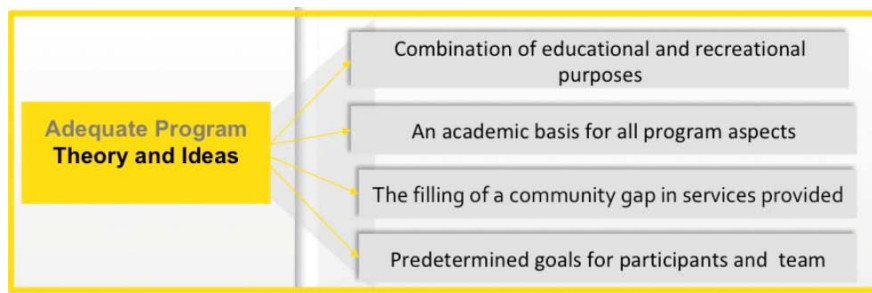 Adequate Program
Theory and Ideas
Combination of educational and recreational
purposes
An academic basis for all program aspects
The filling of a community gap in services provided
Predetermined goals for participants and team